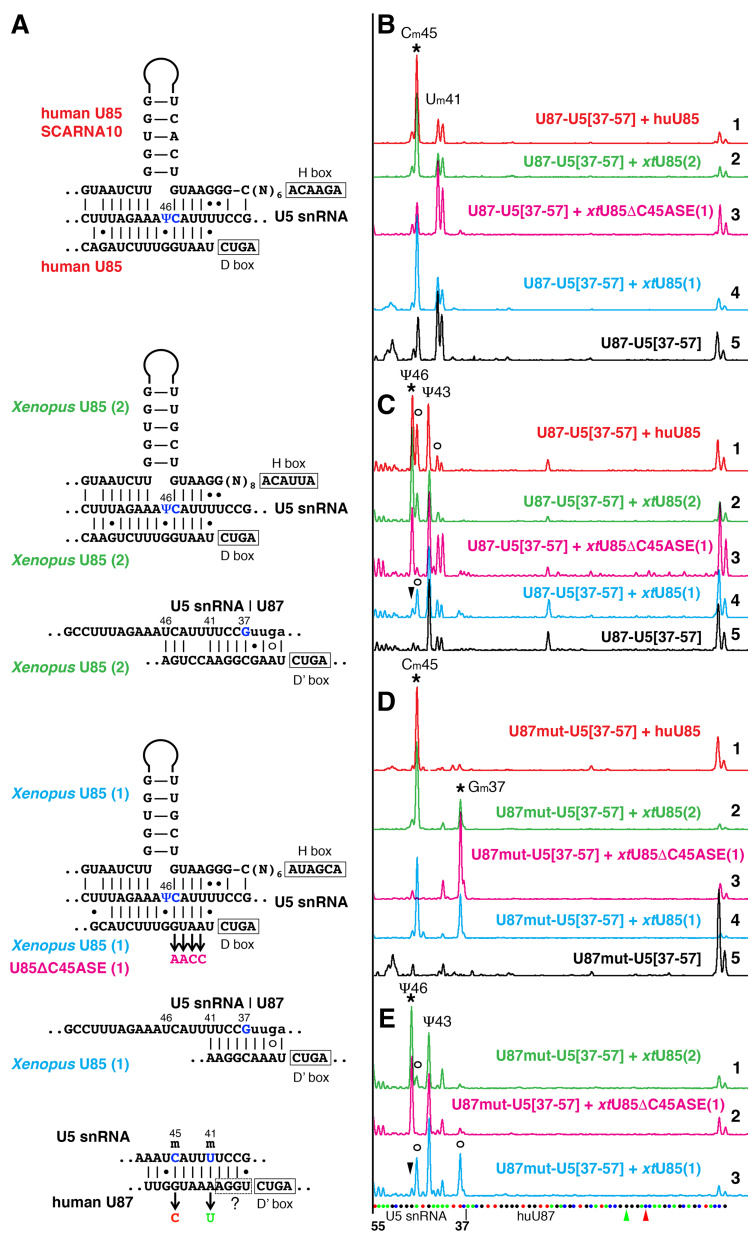 A
human U85
SCARNA10
G—U
G—C
U—A
G—C
G—U
H box
..GUAAUCUU GUAAGGG-C(N)6 ACAAGA
46
..CUUUAGAAAΨCAUUUUCCG.. U5 snRNA
..CAGAUCUUUGGUAAU CUGA
human U85
D box
Xenopus U85 (2)
G—U
G—U
U—G
G—C
G—U
H box
..GUAAUCUU GUAAGG(N)8 ACAUUA
46
..CUUUAGAAAΨCAUUUUCCG.. U5 snRNA
..CAAGUCUUUGGUAAU CUGA
Xenopus U85 (2)
D box
U5 snRNA | U87
46 41 37
..GCCUUUAGAAAUCAUUUUCCGuuga..
Xenopus U85 (2)
..AGUCCAAGGCGAAU CUGA ..
D' box
Xenopus U85 (1)
G—U
G—U
U—G
G—C
G—U
H box
..GUAAUCUU GUAAGGG-C(N)6 AUAGCA
46
..CUUUAGAAAΨCAUUUUCCG.. U5 snRNA
..GCAUCUUUGGUAAU CUGA
Xenopus U85 (1)
D box
U85ΔC45ASE (1)
AACC
U5 snRNA | U87
46 41 37
..GCCUUUAGAAAUCAUUUUCCGuuga..
Xenopus U85 (1)
..AAGGCAAAU CUGA ..
D' box
45 41
U5 snRNA
m m
..AAAUCAUUUUCCG..
..UUGGUAAAAGGU CUGA ..
human U87
? D' box
C U
B
Cm45
*
Um41
U87-U5[37-57] + huU85 1
U87-U5[37-57] + xtU85(2) 2
U87-U5[37-57] + xtU85ΔC45ASE(1) 3
U87-U5[37-57] + xtU85(1) 4
U87-U5[37-57] 5
C
Ψ46
*
Ψ43
U87-U5[37-57] + huU85 1
U87-U5[37-57] + xtU85(2) 2
U87-U5[37-57] + xtU85ΔC45ASE(1) 3
U87-U5[37-57] + xtU85(1) 4
U87-U5[37-57] 5
D
Cm45
*
U87mut-U5[37-57] + huU85 1
* Gm37
U87mut-U5[37-57] + xtU85(2) 2
U87mut-U5[37-57] + xtU85ΔC45ASE(1) 3
U87mut-U5[37-57] + xtU85(1) 4
U87mut-U5[37-57] 5
E
Ψ46
*
Ψ43
U87mut-U5[37-57] + xtU85(2) 1
U87mut-U5[37-57] + xtU85ΔC45ASE(1) 2
U87mut-U5[37-57] + xtU85(1) 3
U5 snRNA huU87
55 37